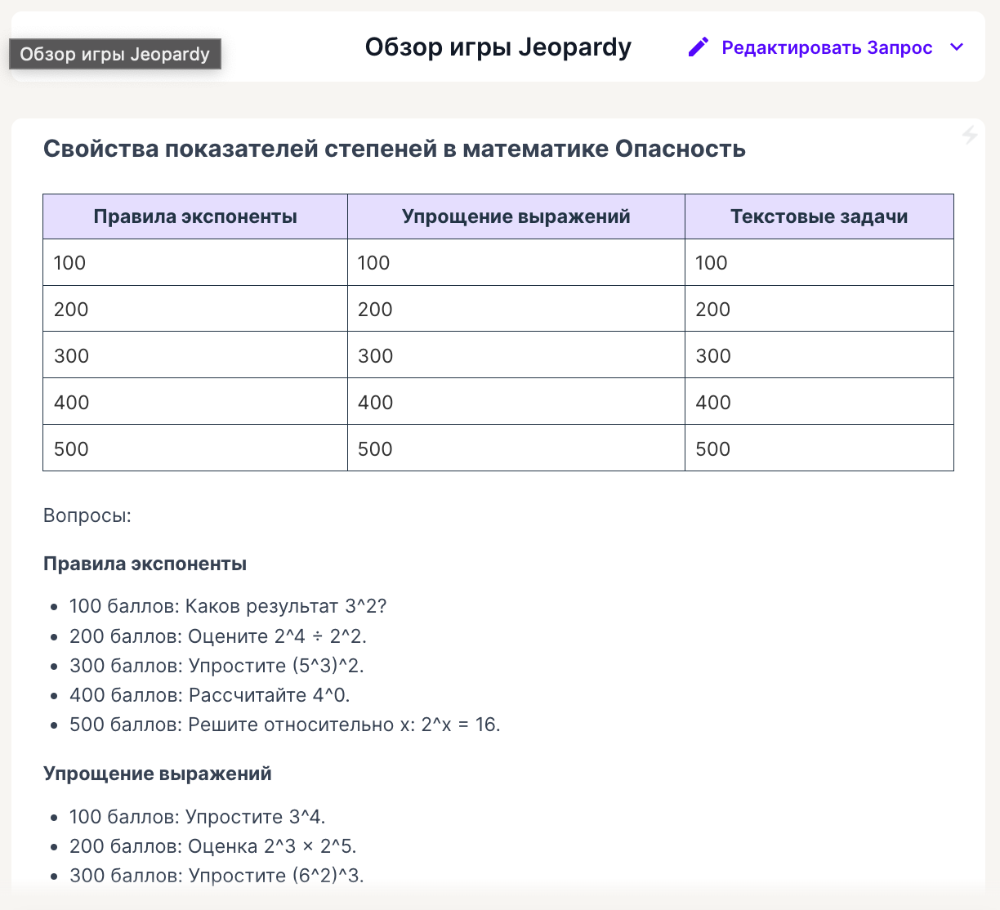 Обзор игры Jeopardy
Обзор игры Jeopardy
Редактировать Запрос
Свойства показателей степеней в математике Опасность
Правила экспоненты Упрощение выражений Текстовые задачи
100 100 100
200 200 200
300 300 300
400 400 400
500 500 500
Вопросы:
Правила экспоненты
• 100 баллов: Каков результат 3^2?
• 200 баллов: Оцените 2^4 ÷ 2^2.
• 300 баллов: Упростите (5^3)^2.
• 400 баллов: Рассчитайте 4^0.
• 500 баллов: Решите относительно x: 2^x = 16.
Упрощение выражений
• 100 баллов: Упростите 3^4.
• 200 баллов: Оценка 2^3 × 2^5.
• 300 баллов: Упростите (6^2)^3.